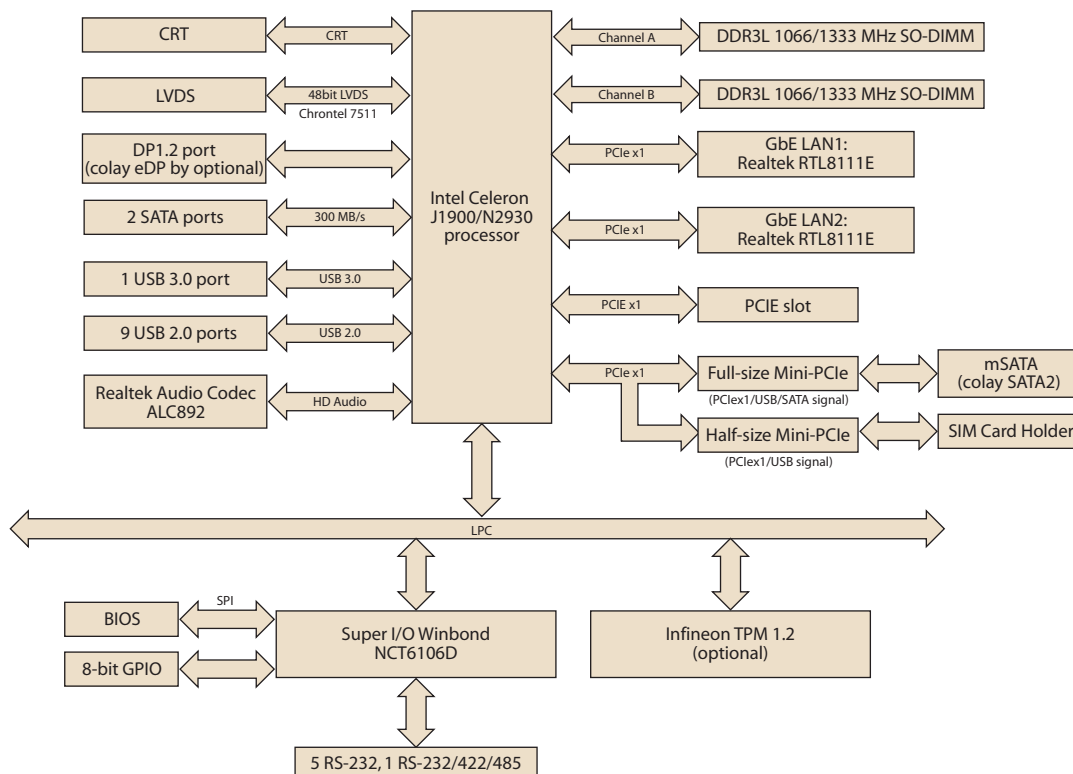 CRT
CRT
LVDS
48bit LVDS
Chrontel 7511
DP1.2 port
(colay eDP by optional)
2 SATA ports
300 MB/s
1 USB 3.0 port
USB 3.0
9 USB 2.0 ports
USB 2.0
Realtek Audio Codec
ALC892
HD Audio
Intel Celeron
J1900/N2930
processor
Channel A
DDR3L 1066/1333 MHz SO-DIMM
Channel B
DDR3L 1066/1333 MHz SO-DIMM
PCIe x1
GbE LAN1:
Realtek RTL8111E
PCIe x1
GbE LAN2:
Realtek RTL8111E
PCIE x1
PCIE slot
PCIe x1
Full-size Mini-PCIe
(PCIex1/USB/SATA signal)
mSATA
(colay SATA2)
Half-size Mini-PCIe
(PCIex1/USB signal)
SIM Card Holder
LPC
BIOS
SPI
8-bit GPIO
Super I/O Winbond
NCT6106D
Infineon TPM 1.2
(optional)
5 RS-232, 1 RS-232/422/485